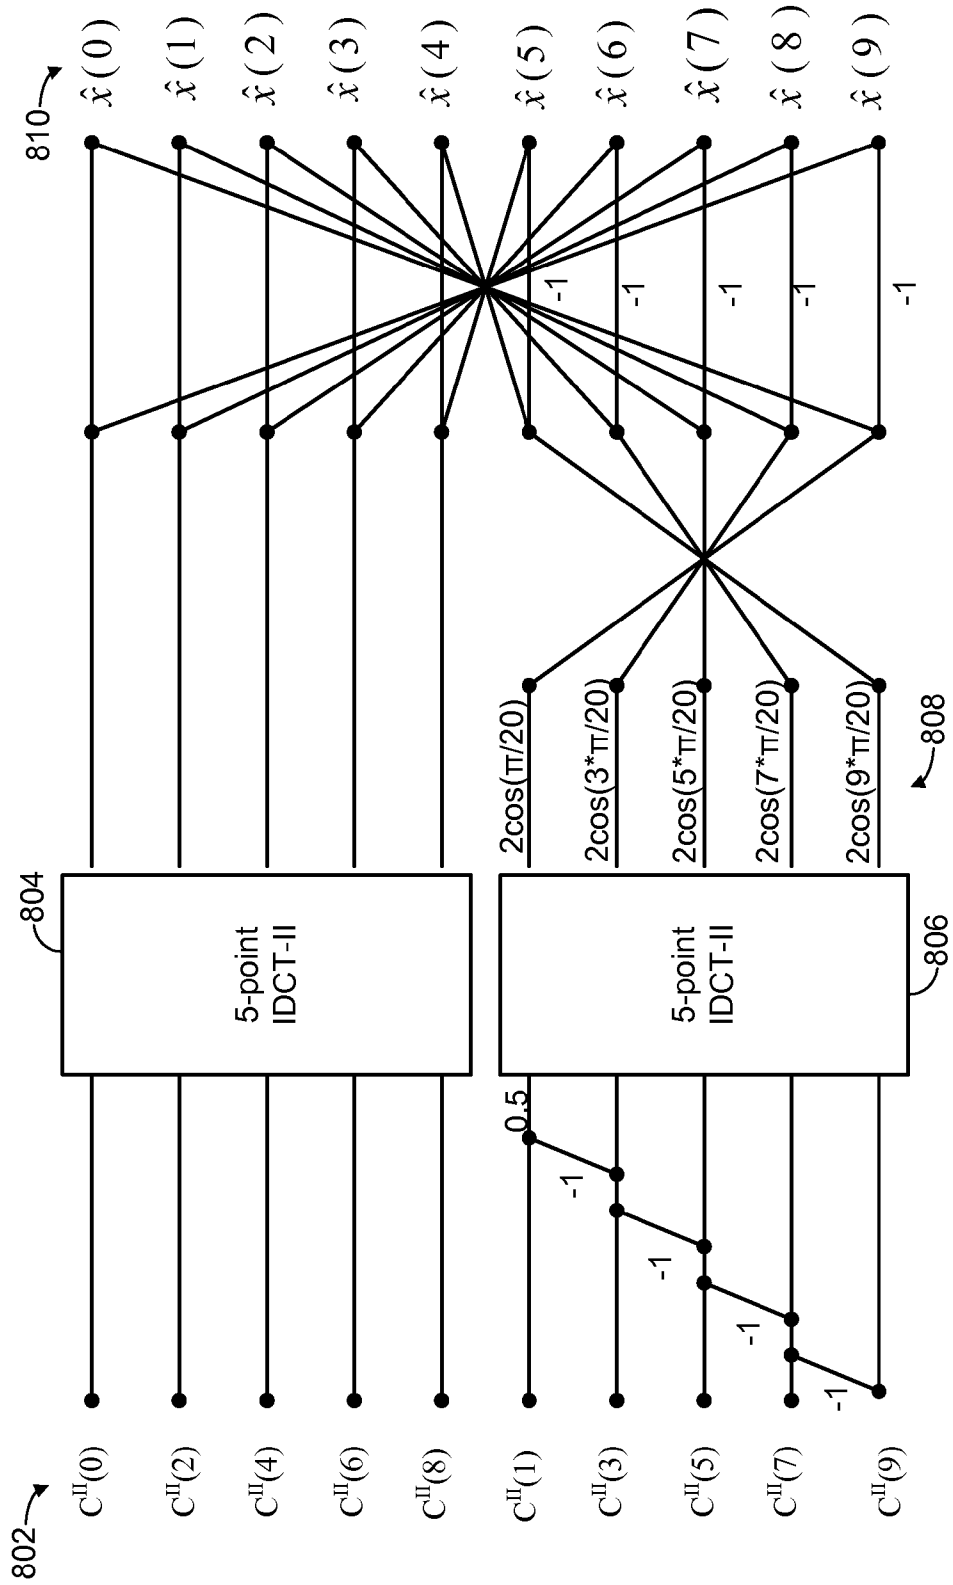 802
C^II(0)
C^II(2)
C^II(4)
C^II(6)
C^II(8)
C^II(1)
C^II(3)
C^II(5)
C^II(7)
C^II(9)
-1
-1
-1
-1
0.5
804
5-point
IDCT-II
5-point
IDCT-II
806
2cos(π/20)
2cos(3*π/20)
2cos(5*π/20)
2cos(7*π/20)
2cos(9*π/20)
808
-1
-1
-1
-1
-1
810
x̂(0)
x̂(1)
x̂(2)
x̂(3)
x̂(4)
x̂(5)
x̂(6)
x̂(7)
x̂(8)
x̂(9)